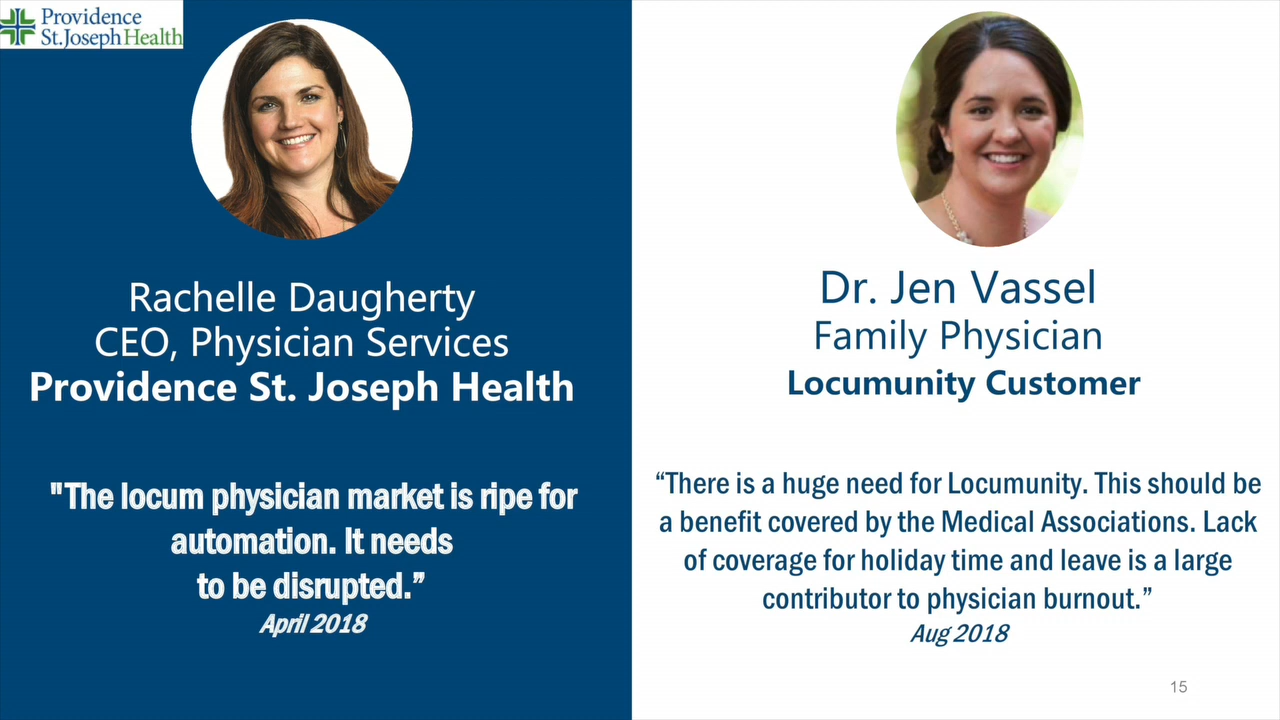 Providence
St.Joseph Health
Rachelle Daugherty
CEO, Physician Services
Providence St. Joseph Health
"The locum physician market is ripe for
automation. It needs
to be disrupted.”
April 2018
Dr. Jen Vassel
Family Physician
Locumunity Customer
“There is a huge need for Locumunity. This should be
a benefit covered by the Medical Associations. Lack
of coverage for holiday time and leave is a large
contributor to physician burnout.”
Aug 2018
15